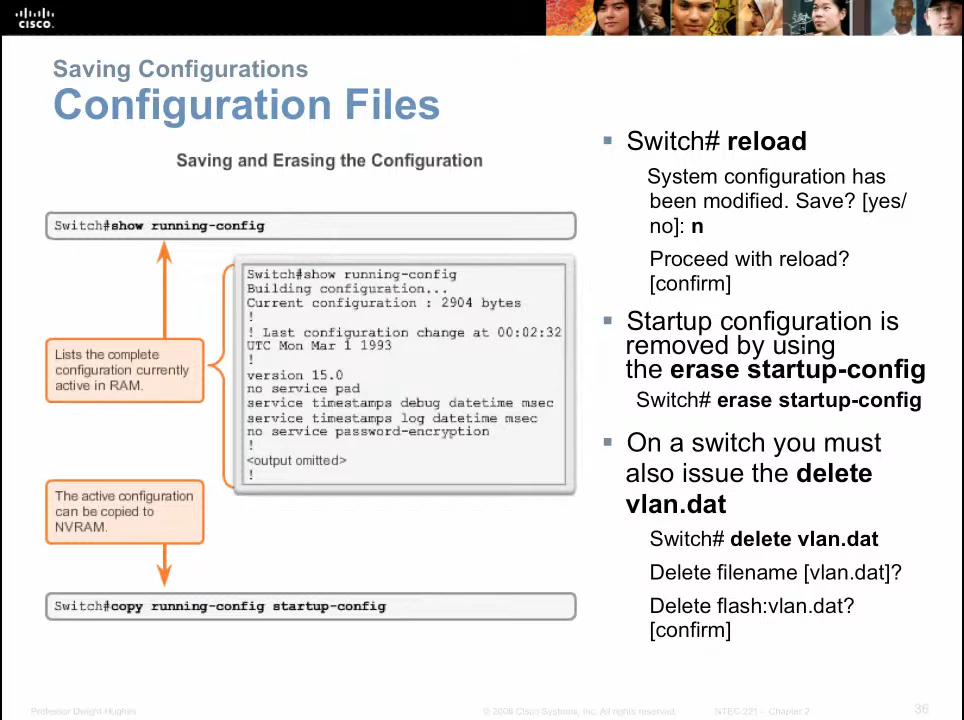 CISCO
Saving Configurations
Configuration Files
Saving and Erasing the Configuration
Switch#show running-config
Switch#show running-config
Building configuration...
Current configuration : 2904 bytes
!
! Last configuration change at 00:02:32
UTC Mon Mar 1 1993
!
version 15.0
no service pad
service timestamps debug datetime msec
service timestamps log datetime msec
no service password-encryption
!
<output omitted>
!
Lists the complete
configuration currently
active in RAM.
The active configuration
can be copied to
NVRAM.
Switch#copy running-config startup-config
▪ Switch# reload
System configuration has
been modified. Save? [yes/
no]: n
Proceed with reload?
[confirm]
▪ Startup configuration is
removed by using
the erase startup-config
Switch# erase startup-config
▪ On a switch you must
also issue the delete
vlan.dat
Switch# delete vlan.dat
Delete filename [vlan.dat]?
Delete flash:vlan.dat?
[confirm]
Professor Dwight Hughes
© 2006 Cisco Systems, Inc. All rights reserved.
NTEC 221 – Chapter 2
36